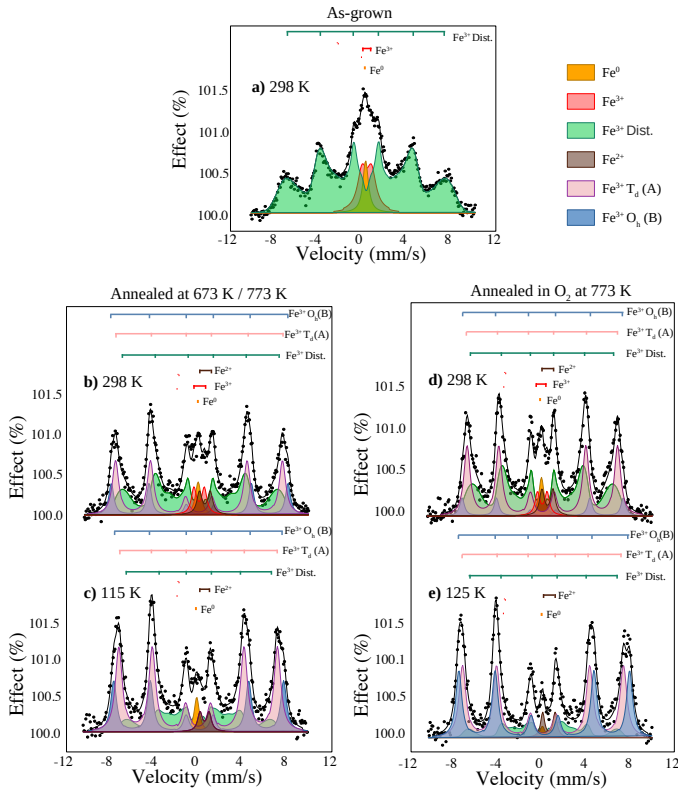 As-grown
Fe³⁺ Dist.
Fe³⁺
Fe⁰
a) 298 K
Effect (%)
101.5
101.0
100.5
100.0
-12 -8 -4 0 4 8 12
Velocity (mm/s)
Fe⁰
Fe³⁺
Fe³⁺ Dist.
Fe²⁺
Fe³⁺ T_d (A)
Fe³⁺ O_h (B)
Annealed at 673 K / 773 K
Fe³⁺ O_h (B)
Fe³⁺ T_d (A)
Fe³⁺ Dist.
Fe²⁺
Fe³⁺
Fe⁰
b) 298 K
Effect (%)
101.5
101.0
100.5
100.0
Fe³⁺ O_h (B)
Fe³⁺ T_d (A)
Fe³⁺ Dist.
Fe²⁺
Fe⁰
c) 115 K
Effect (%)
101.5
101.0
100.5
100.0
-12 -8 -4 0 4 8 12
Velocity (mm/s)
Annealed in O₂ at 773 K
Fe³⁺ O_h (B)
Fe³⁺ T_d (A)
Fe³⁺ Dist.
Fe²⁺
Fe³⁺
Fe⁰
d) 298 K
Effect (%)
101.5
101.0
100.5
100.0
Fe³⁺ O_h (B)
Fe³⁺ T_d (A)
Fe³⁺ Dist.
Fe²⁺
Fe⁰
e) 125 K
Effect (%)
101.5
101.0
100.5
100.0
-12 -8 -4 0 4 8 12
Velocity (mm/s)